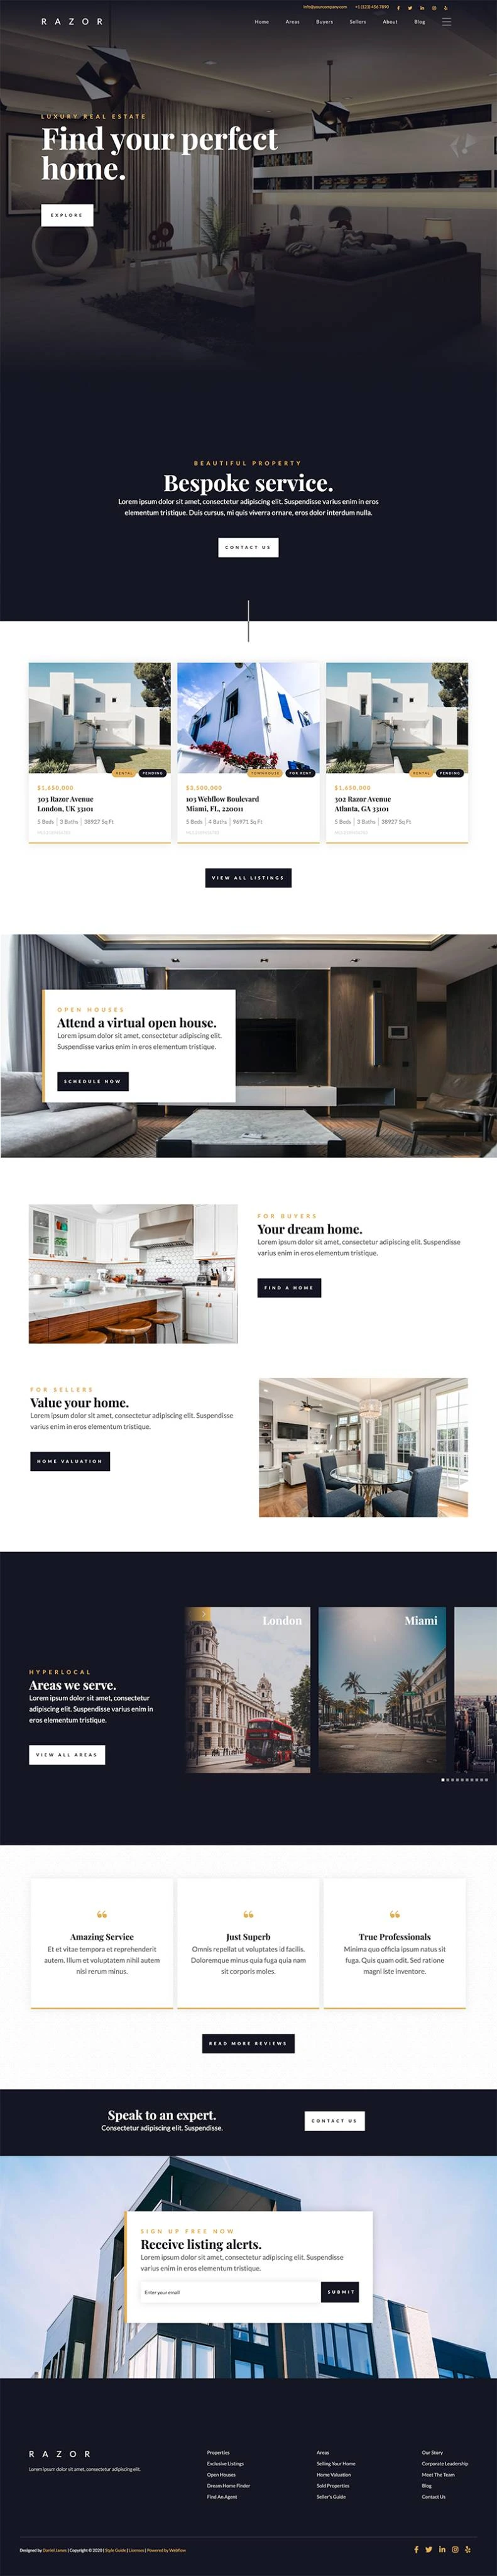 info@yourcompany.com +1 (123) 456 7890
R A Z O R
Home Areas Buyers Sellers About Blog
LUXURY REAL ESTATE
Find your perfect
home.
EXPLORE
BEAUTIFUL PROPERTY
Bespoke service.
Lorem ipsum dolor sit amet, consectetur adipiscing elit. Suspendisse varius enim in eros
elementum tristique. Duis cursus, mi quis viverra ornare, eros dolor interdum nulla.
CONTACT US
RENTAL PENDING
$1,450,000
303 Razor Avenue
London, UK 33101
5 Beds | 3 Baths | 38927 Sq Ft
TOWNHOUSE FOR RENT
$3,500,000
103 Webflow Boulevard
Miami, FL, 220011
5 Beds | 4 Baths | 96971 Sq Ft
RENTAL PENDING
$1,450,000
302 Razor Avenue
Atlanta, GA 33101
5 Beds | 3 Baths | 38927 Sq Ft
VIEW ALL LISTINGS
OPEN HOUSES
Attend a virtual open house.
Lorem ipsum dolor sit amet, consectetur adipiscing elit.
Suspendisse varius enim in eros elementum tristique.
SCHEDULE NOW
FOR BUYERS
Your dream home.
Lorem ipsum dolor sit amet, consectetur adipiscing elit. Suspendisse
varius enim in eros elementum tristique.
FIND A HOME
FOR SELLERS
Value your home.
Lorem ipsum dolor sit amet, consectetur adipiscing elit. Suspendisse
varius enim in eros elementum tristique.
HOME VALUATION
London
Miami
HYPERLOCAL
Areas we serve.
Lorem ipsum dolor sit amet, consectetur
adipiscing elit. Suspendisse varius enim in
eros elementum tristique.
VIEW ALL AREAS
Amazing Service
Et et vitae tempora et reprehenderit
autem. Illum et voluptatem nihil autem
nisi rerum minus.
Just Superb
Omnis repellat ut voluptates id facilis.
Doloremque minus quia fuga quia nam
sit corporis moles.
True Professionals
Minima quo officia ipsum natus sit
fuga. Quis quam odit. Sed ratione
magni iste inventore.
READ MORE REVIEWS
Speak to an expert.
Consectetur adipiscing elit. Suspendisse.
CONTACT US
SIGN UP FREE NOW
Receive listing alerts.
Lorem ipsum dolor sit amet, consectetur adipiscing elit. Suspendisse
varius enim in eros elementum tristique.
Enter your email
SUBMIT
R A Z O R
Lorem ipsum dolor sit amet, consectetur adipiscing elit.
Properties
Exclusive Listings
Open Houses
Dream Home Finder
Find An Agent
Areas
Selling Your Home
Home Valuation
Sold Properties
Seller's Guide
Our Story
Corporate Leadership
Meet The Team
Blog
Contact Us
Designed by Daniel James | Copyright © 2020 | Style Guide | Licenses | Powered by Webflow